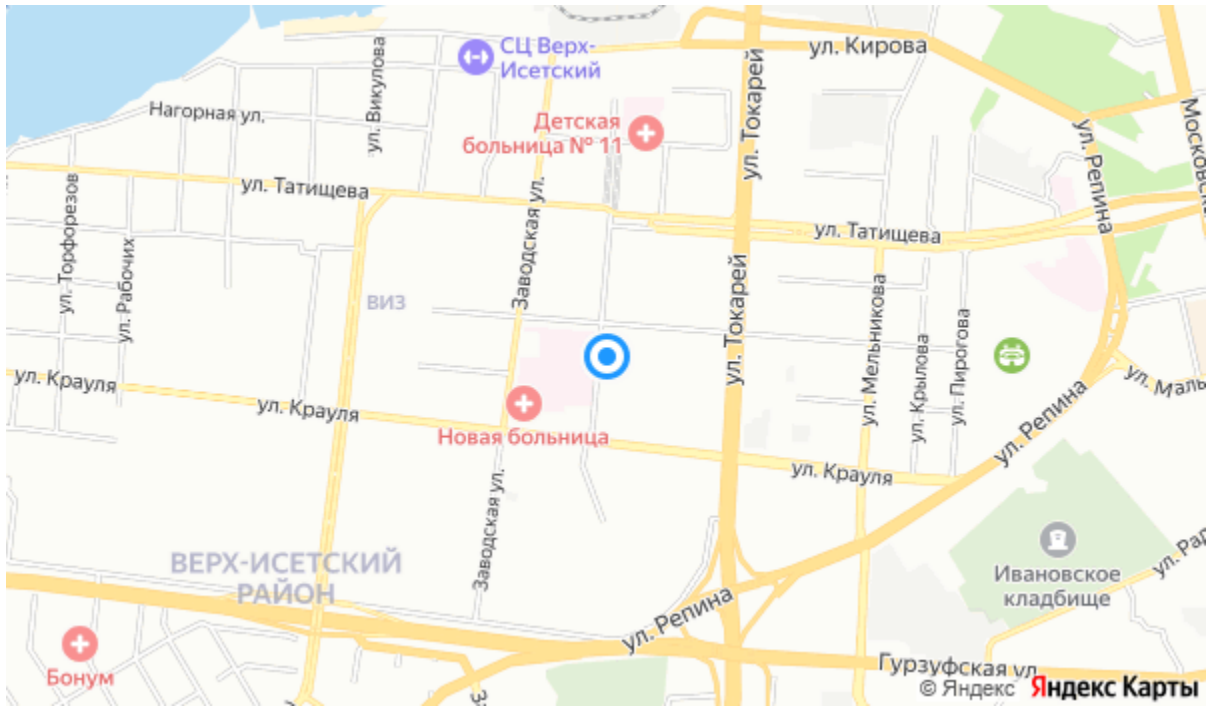 СЦ Верх-
Исетский
ул. Кирова
ул. Викулова
Нагорная ул.
Детская
больница № 11
ул. Токарей
ул. Репина
Московск
ул. Татищева
Заводская ул.
ул. Татищева
ул. Торфорезов
ул. Рабочих
ВИЗ
ул. Токарей
ул. Мельникова
ул. Крылова
ул. Пирогова
ул. Крауля
ул. Крауля
Новая больница
ул. Маль
ул. Репина
ул. Крауля
Заводская ул.
ВЕРХ-ИСЕТСКИЙ
РАЙОН
Ивановское
кладбище
ул. Рад
ул. Репина
Бонум
Гурзуфская ул.
© Яндекс Яндекс Карты